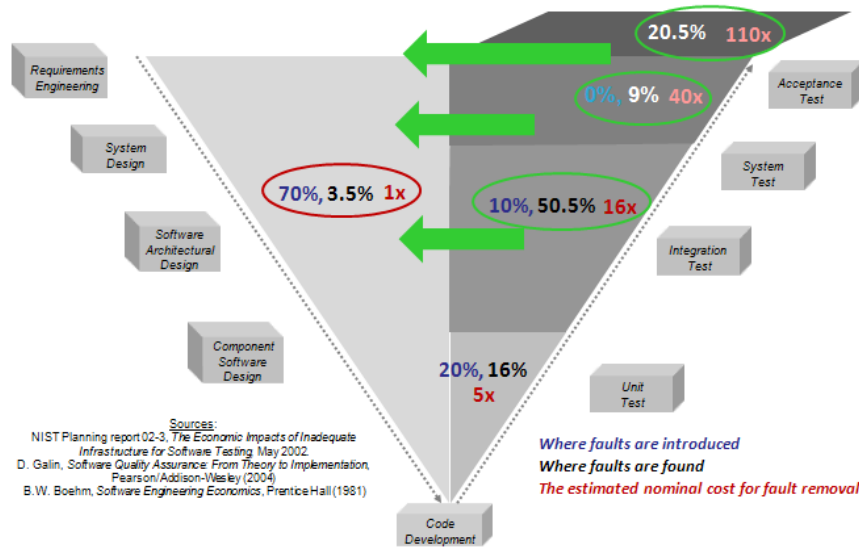 20.5% 110x
Requirements
Engineering
0%, 9% 40x
Acceptance
Test
System
Design
System
Test
70%, 3.5% 1x
10%, 50.5% 16x
Software
Architectural
Design
Integration
Test
Component
Software
Design
20%, 16%
5x
Unit
Test
Sources:
NIST Planning report 02-3, The Economic Impacts of Inadequate
Infrastructure for Software Testing, May 2002.
D. Galin, Software Quality Assurance: From Theory to Implementation,
Pearson/Addison-Wesley (2004)
B.W. Boehm, Software Engineering Economics, Prentice Hall (1981)
Where faults are introduced
Where faults are found
The estimated nominal cost for fault removal
Code
Development